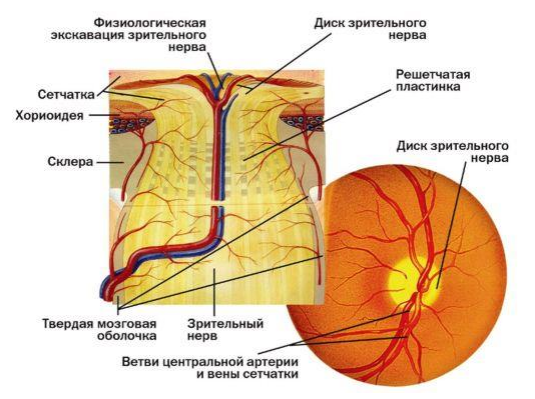 Физиологическая
экскавация зрительного
нерва
Диск зрительного
нерва
Решетчатая
пластинка
Сетчатка
Хориоидея
Склера
Диск зрительного
нерва
Твердая мозговая
оболочка
Зрительный
нерв
Ветви центральной артерии
и вены сетчатки